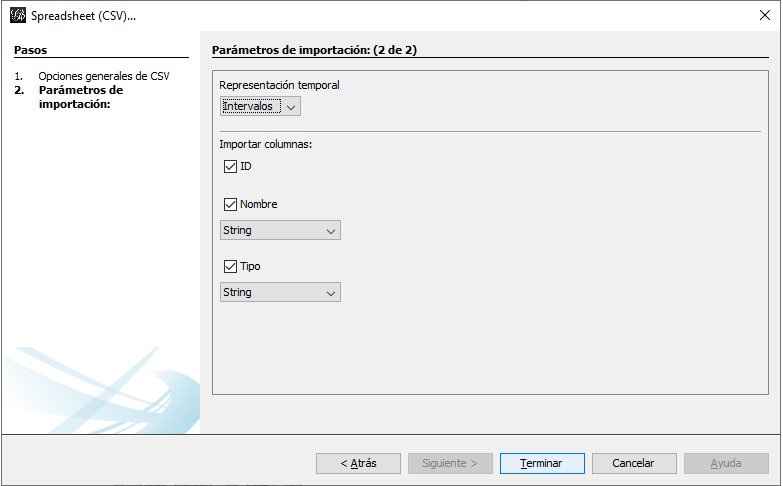 Spreadsheet (CSV)...
Pasos
1. Opciones generales de CSV
2. Parámetros de
importación:
Parámetros de importación: (2 de 2)
Representación temporal
Intervalos
Importar columnas:
ID
Nombre
String
Tipo
String
< Atrás
Siguiente >
Terminar
Cancelar
Ayuda